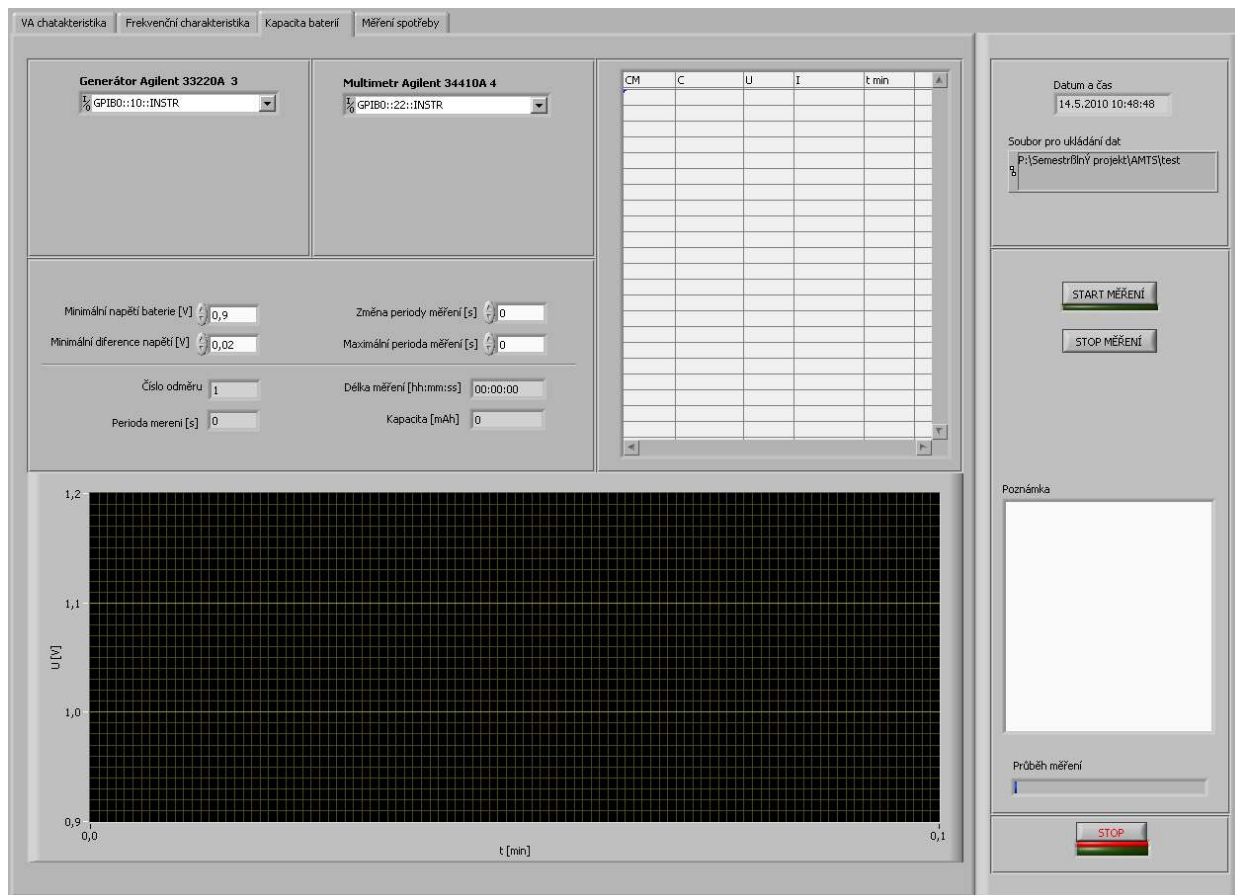 VA chatakteristika
Frekvenční charakteristika
Kapacita baterií
Měření spotřeby
Generátor Agilent 33220A 3
GPIB0::10::INSTR
Multimetr Agilent 34410A 4
GPIB0::22::INSTR
CM C U I t min
Datum a čas
14.5.2010 10:48:48
Soubor pro ukládání dat
P:\SemestrßlnÝ projekt\AMTS\test
Minimální napětí baterie [V] 0,9
Změna periody měření [s] 0
Minimální diference napětí [V] 0,02
Maximální perioda měření [s] 0
Číslo odměru 1
Délka měření [hh:mm:ss] 00:00:00
Perioda mereni [s] 0
Kapacita [mAh] 0
START MĚŘENÍ
STOP MĚŘENÍ
Poznámka
Průběh měření
STOP
1,2
1,1
1,0
0,9
U [V]
0,0
0,1
t [min]